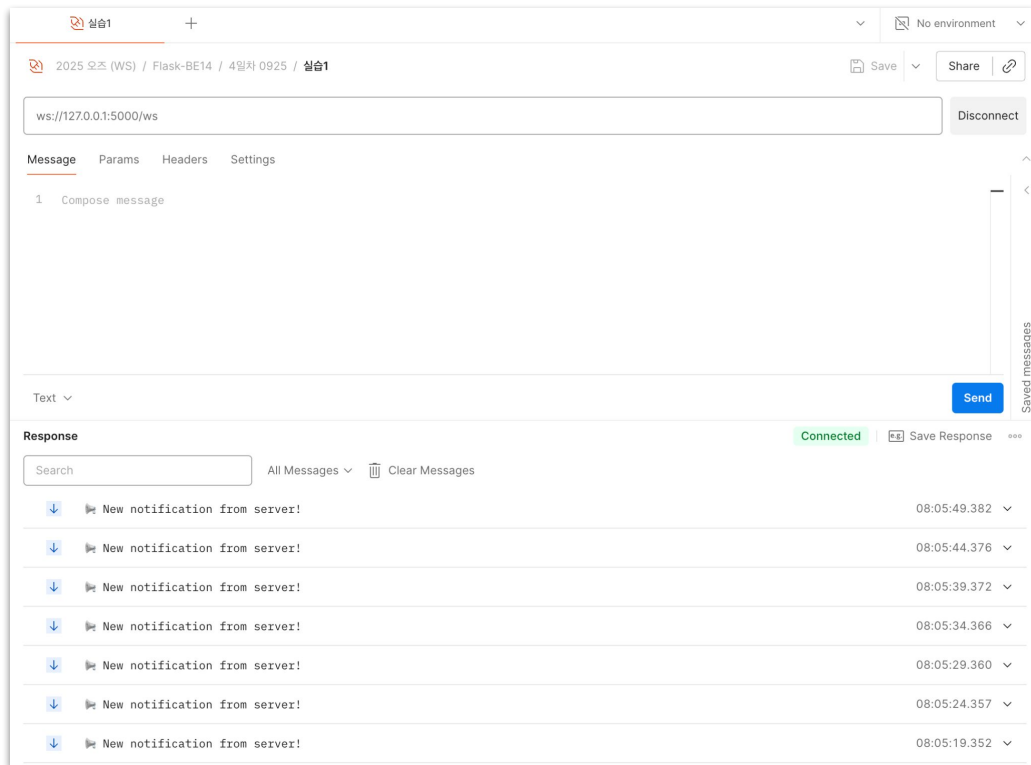 실습1
No environment
2025 오즈 (WS) / Flask-BE14 / 4일차 0925 / 실습1
Save
Share
ws://127.0.0.1:5000/ws
Disconnect
Message Params Headers Settings
1 Compose message
Saved messages
Text
Send
Response
Connected
e.g. Save Response
Search
All Messages
Clear Messages
New notification from server! 08:05:49.382
New notification from server! 08:05:44.376
New notification from server! 08:05:39.372
New notification from server! 08:05:34.366
New notification from server! 08:05:29.360
New notification from server! 08:05:24.357
New notification from server! 08:05:19.352